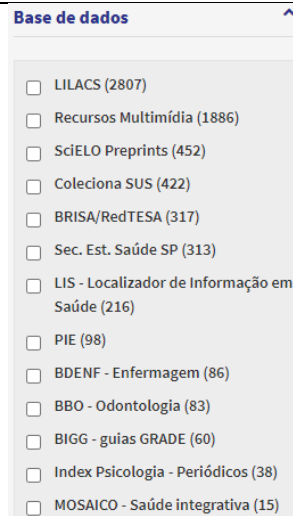 Base de dados
LILACS (2807)
Recursos Multimídia (1886)
SciELO Preprints (452)
Coleciona SUS (422)
BRISA/RedTESA (317)
Sec. Est. Saúde SP (313)
LIS - Localizador de Informação em
Saúde (216)
PIE (98)
BDENF - Enfermagem (86)
BBO - Odontologia (83)
BIGG - guias GRADE (60)
Index Psicologia - Periódicos (38)
MOSAICO - Saúde integrativa (15)